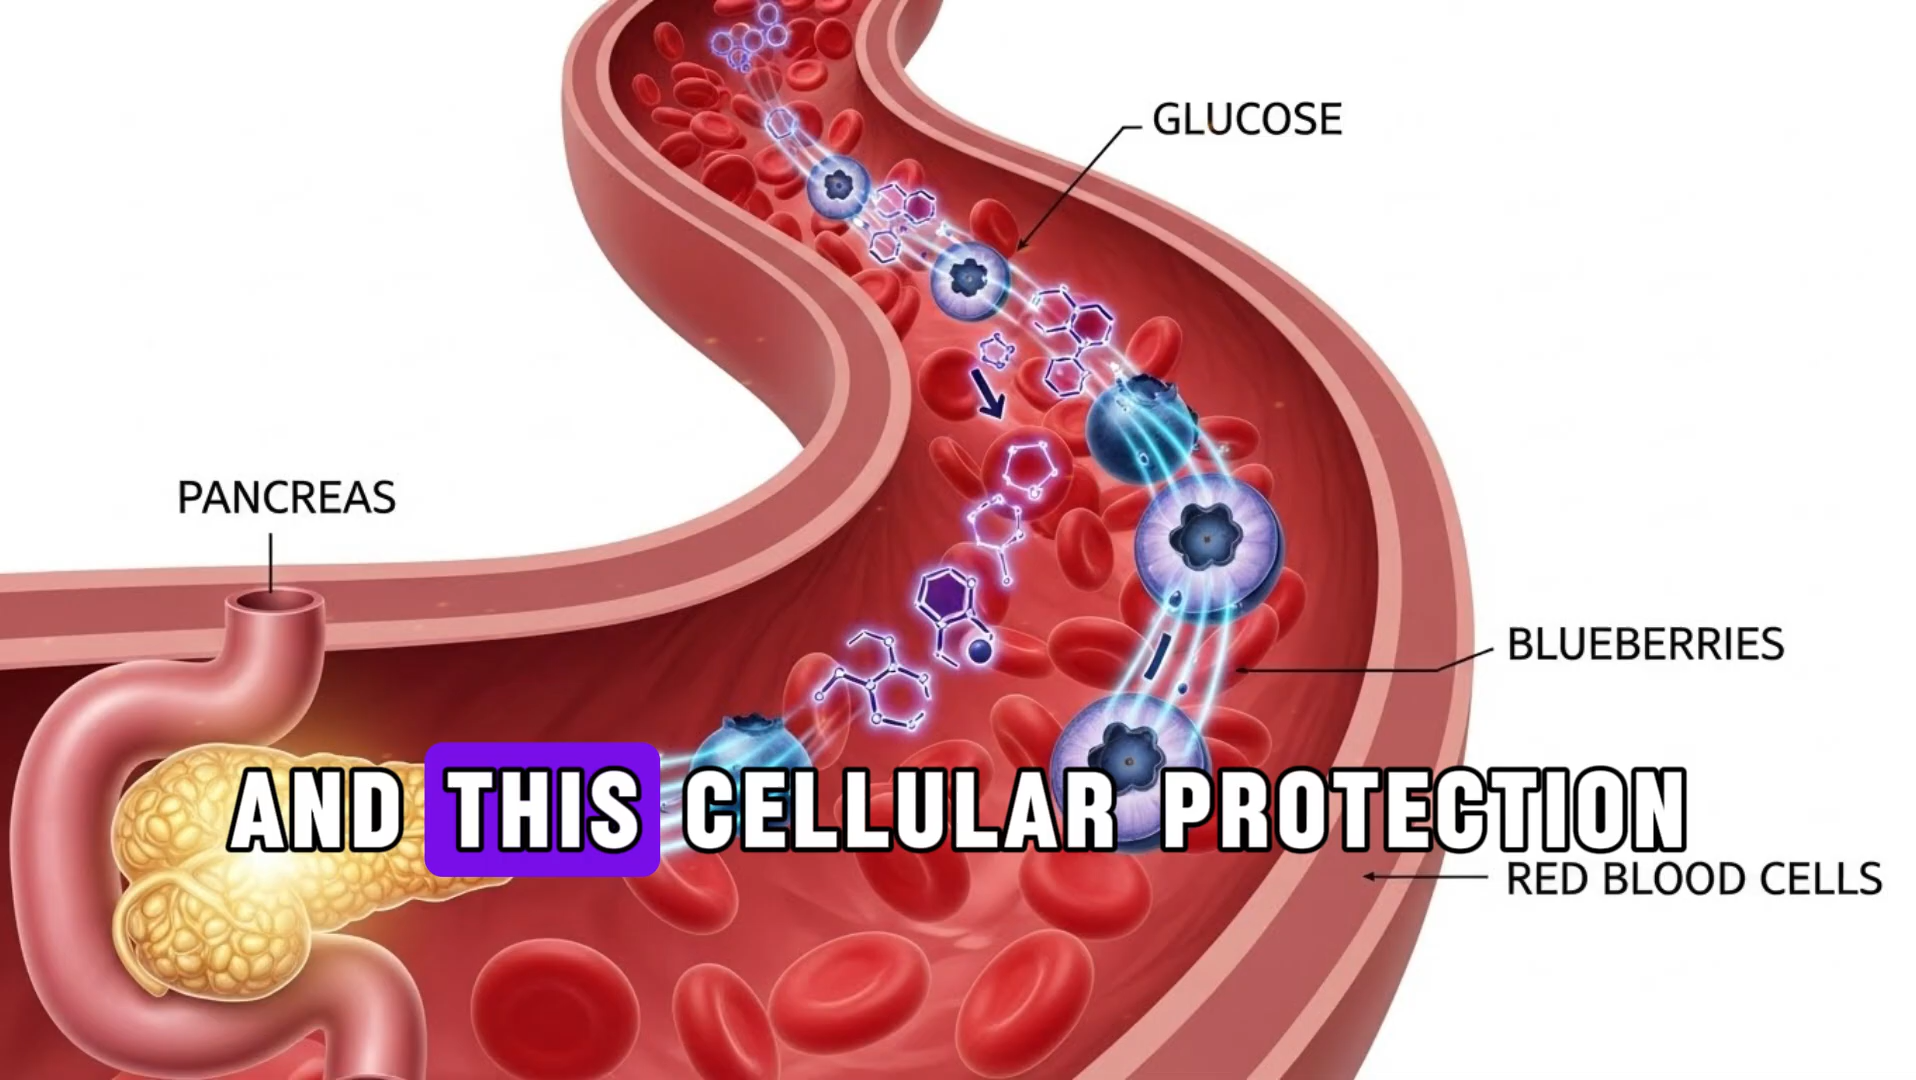 GLUCOSE
PANCREAS
BLUEBERRIES
AND THIS CELLULAR PROTECTION
RED BLOOD CELLS